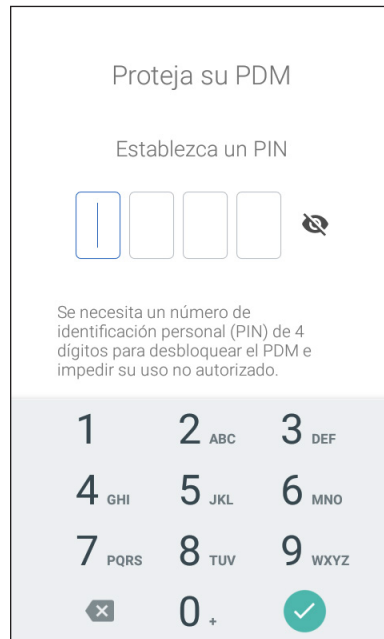 Proteja su PDM
Establezca un PIN
Se necesita un número de
identificación personal (PIN) de 4
dígitos para desbloquear el PDM e
impedir su uso no autorizado.
1 2 ABC 3 DEF
4 GHI 5 JKL 6 MNO
7 PQRS 8 TUV 9 WXYZ
0 +